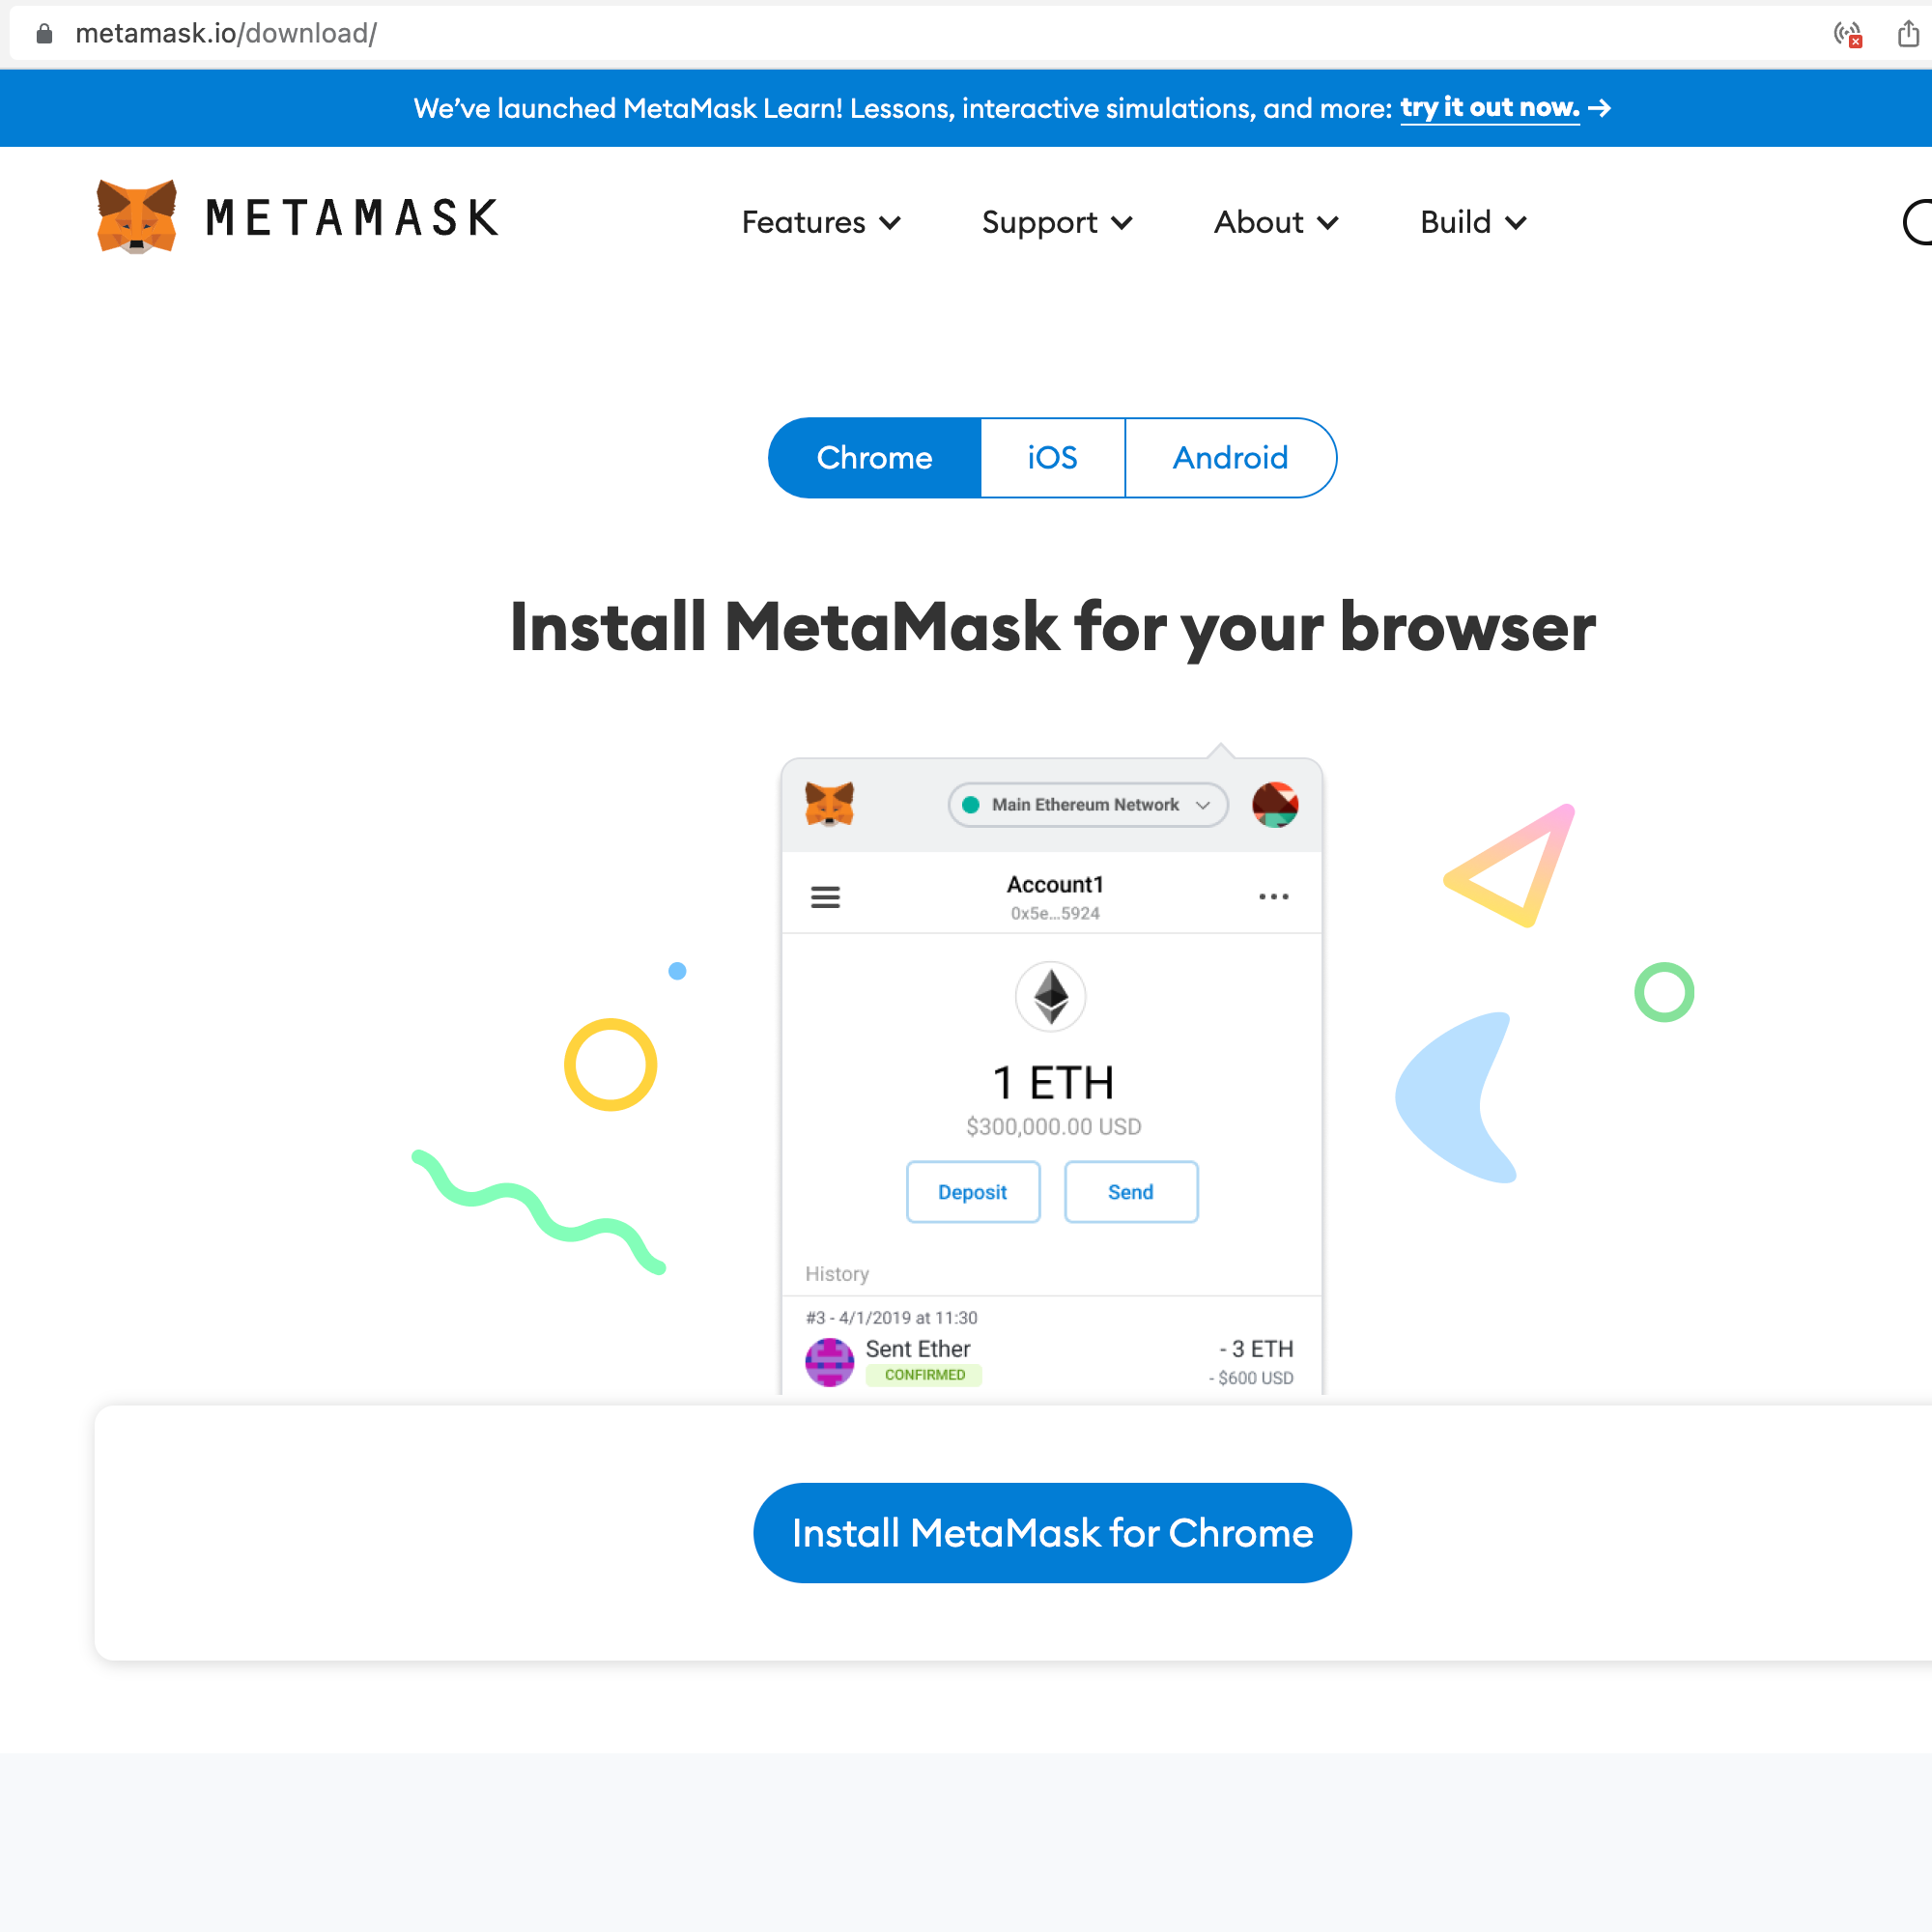 metamask.io/download/
We’ve launched MetaMask Learn! Lessons, interactive simulations, and more: try it out now. →
METAMASK
Features Support About Build
Chrome iOS Android
Install MetaMask for your browser
Main Ethereum Network
Account1
0x5e...5924
1 ETH
$300,000.00 USD
Deposit Send
History
#3 - 4/1/2019 at 11:30
Sent Ether - 3 ETH
CONFIRMED - $600 USD
Install MetaMask for Chrome